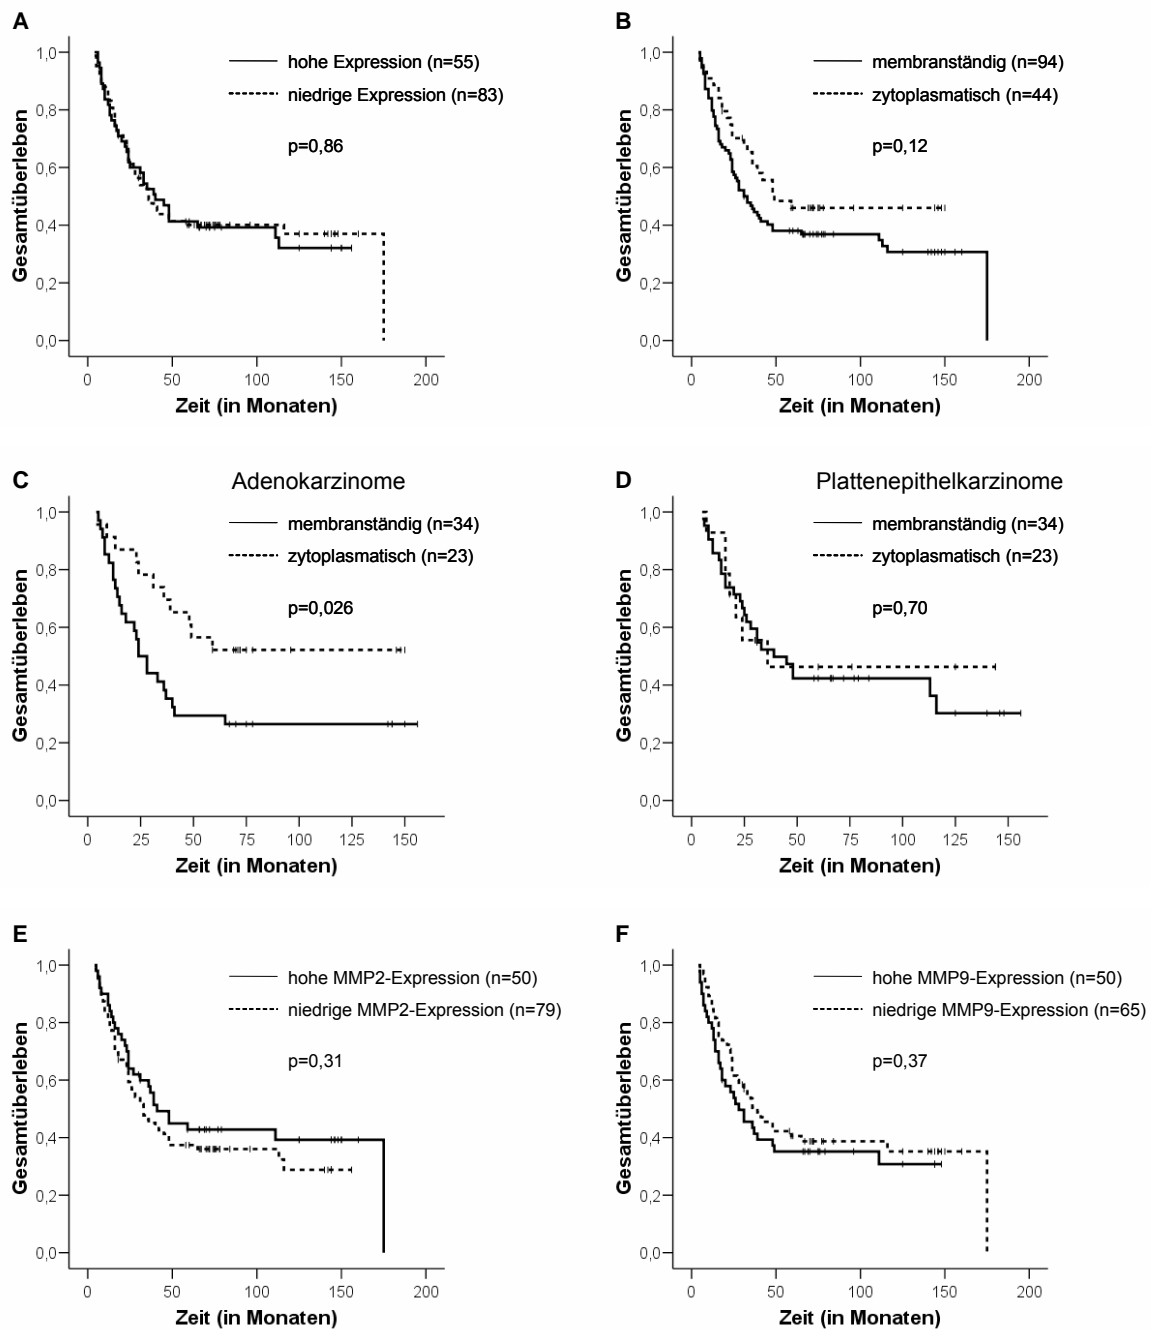 A
hohe Expression (n=55)
niedrige Expression (n=83)
p=0,86
Gesamtüberleben
1,0
0,8
0,6
0,4
0,2
0,0
0 50 100 150 200
Zeit (in Monaten)
B
membranständig (n=94)
zytoplasmatisch (n=44)
p=0,12
Gesamtüberleben
1,0
0,8
0,6
0,4
0,2
0,0
0 50 100 150 200
Zeit (in Monaten)
C
Adenokarzinome
membranständig (n=34)
zytoplasmatisch (n=23)
p=0,026
Gesamtüberleben
1,0
0,8
0,6
0,4
0,2
0,0
0 25 50 75 100 125 150
Zeit (in Monaten)
D
Plattenepithelkarzinome
membranständig (n=34)
zytoplasmatisch (n=23)
p=0,70
Gesamtüberleben
1,0
0,8
0,6
0,4
0,2
0,0
0 25 50 75 100 125 150
Zeit (in Monaten)
E
hohe MMP2-Expression (n=50)
niedrige MMP2-Expression (n=79)
p=0,31
Gesamtüberleben
1,0
0,8
0,6
0,4
0,2
0,0
0 50 100 150 200
Zeit (in Monaten)
F
hohe MMP9-Expression (n=50)
niedrige MMP9-Expression (n=65)
p=0,37
Gesamtüberleben
1,0
0,8
0,6
0,4
0,2
0,0
0 50 100 150 200
Zeit (in Monaten)